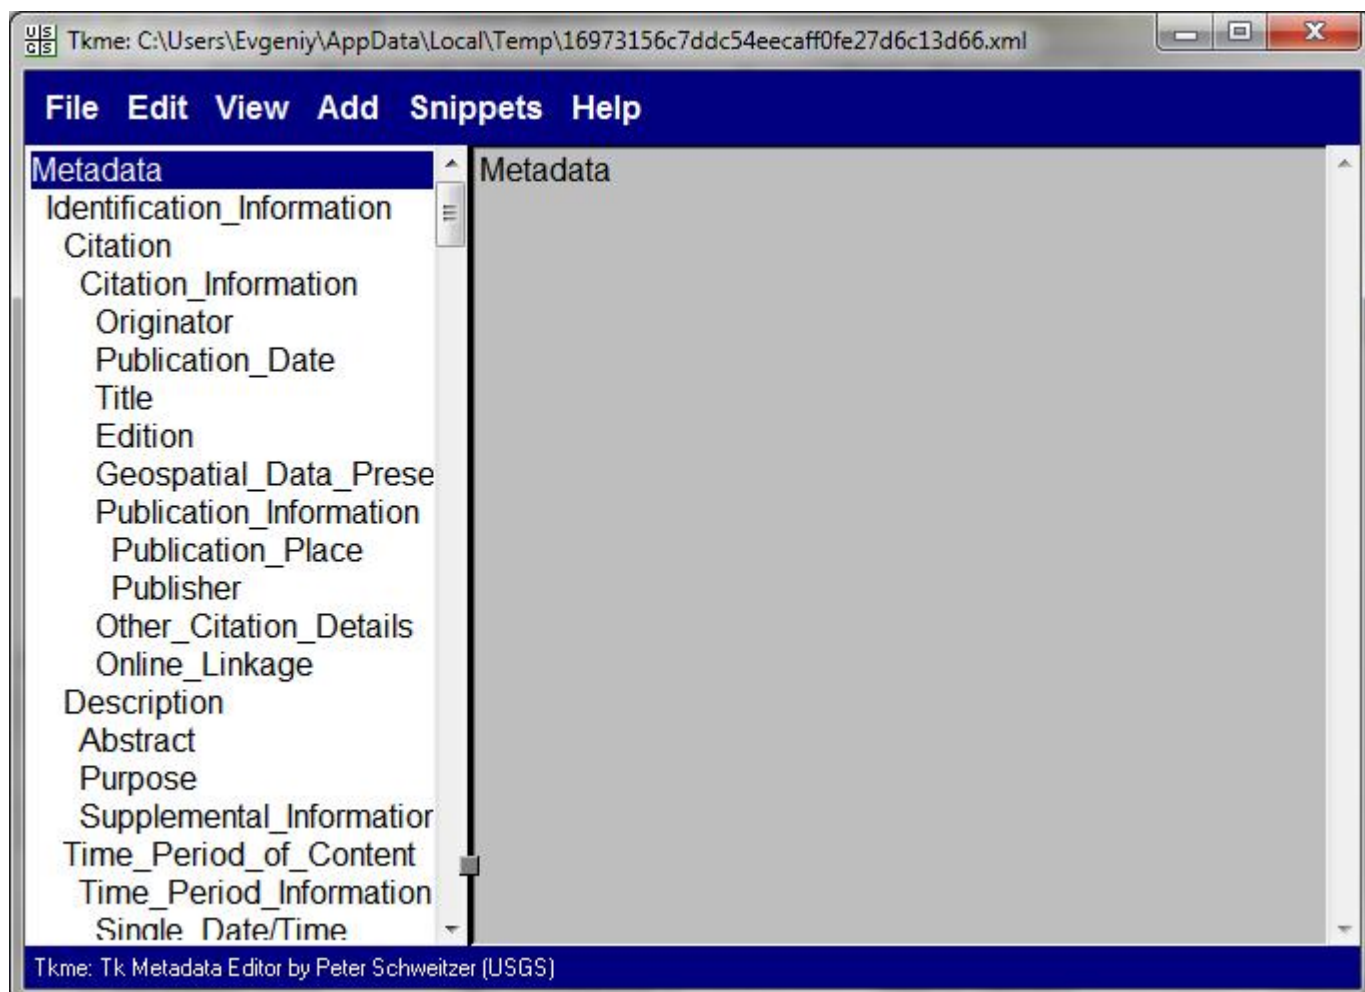 USGS Tkme: C:\Users\Evgeniy\AppData\Local\Temp\16973156c7ddc54eecaff0fe27d6c13d66.xml
File Edit View Add Snippets Help
Metadata
Identification_Information
Citation
Citation_Information
Originator
Publication_Date
Title
Edition
Geospatial_Data_Prese
Publication_Information
Publication_Place
Publisher
Other_Citation_Details
Online_Linkage
Description
Abstract
Purpose
Supplemental_Information
Time_Period_of_Content
Time_Period_Information
Single_Date/Time
Metadata
Tkme: Tk Metadata Editor by Peter Schweitzer (USGS)